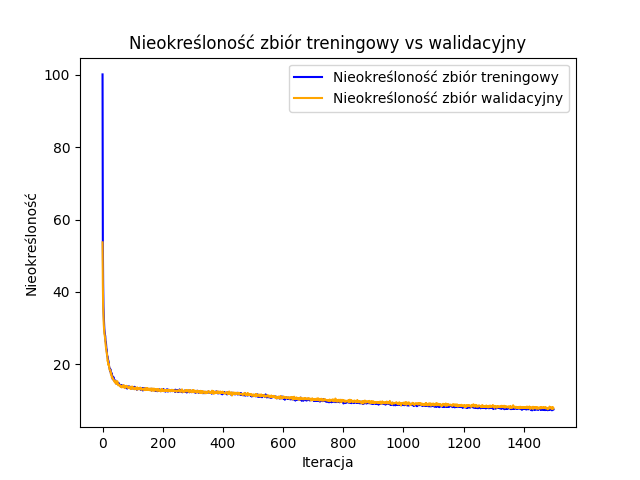 Nieokreśloność zbiór treningowy vs walidacyjny
Nieokreśloność zbiór treningowy
Nieokreśloność zbiór walidacyjny
Nieokreśloność
100
80
60
40
20
0 200 400 600 800 1000 1200 1400
Iteracja